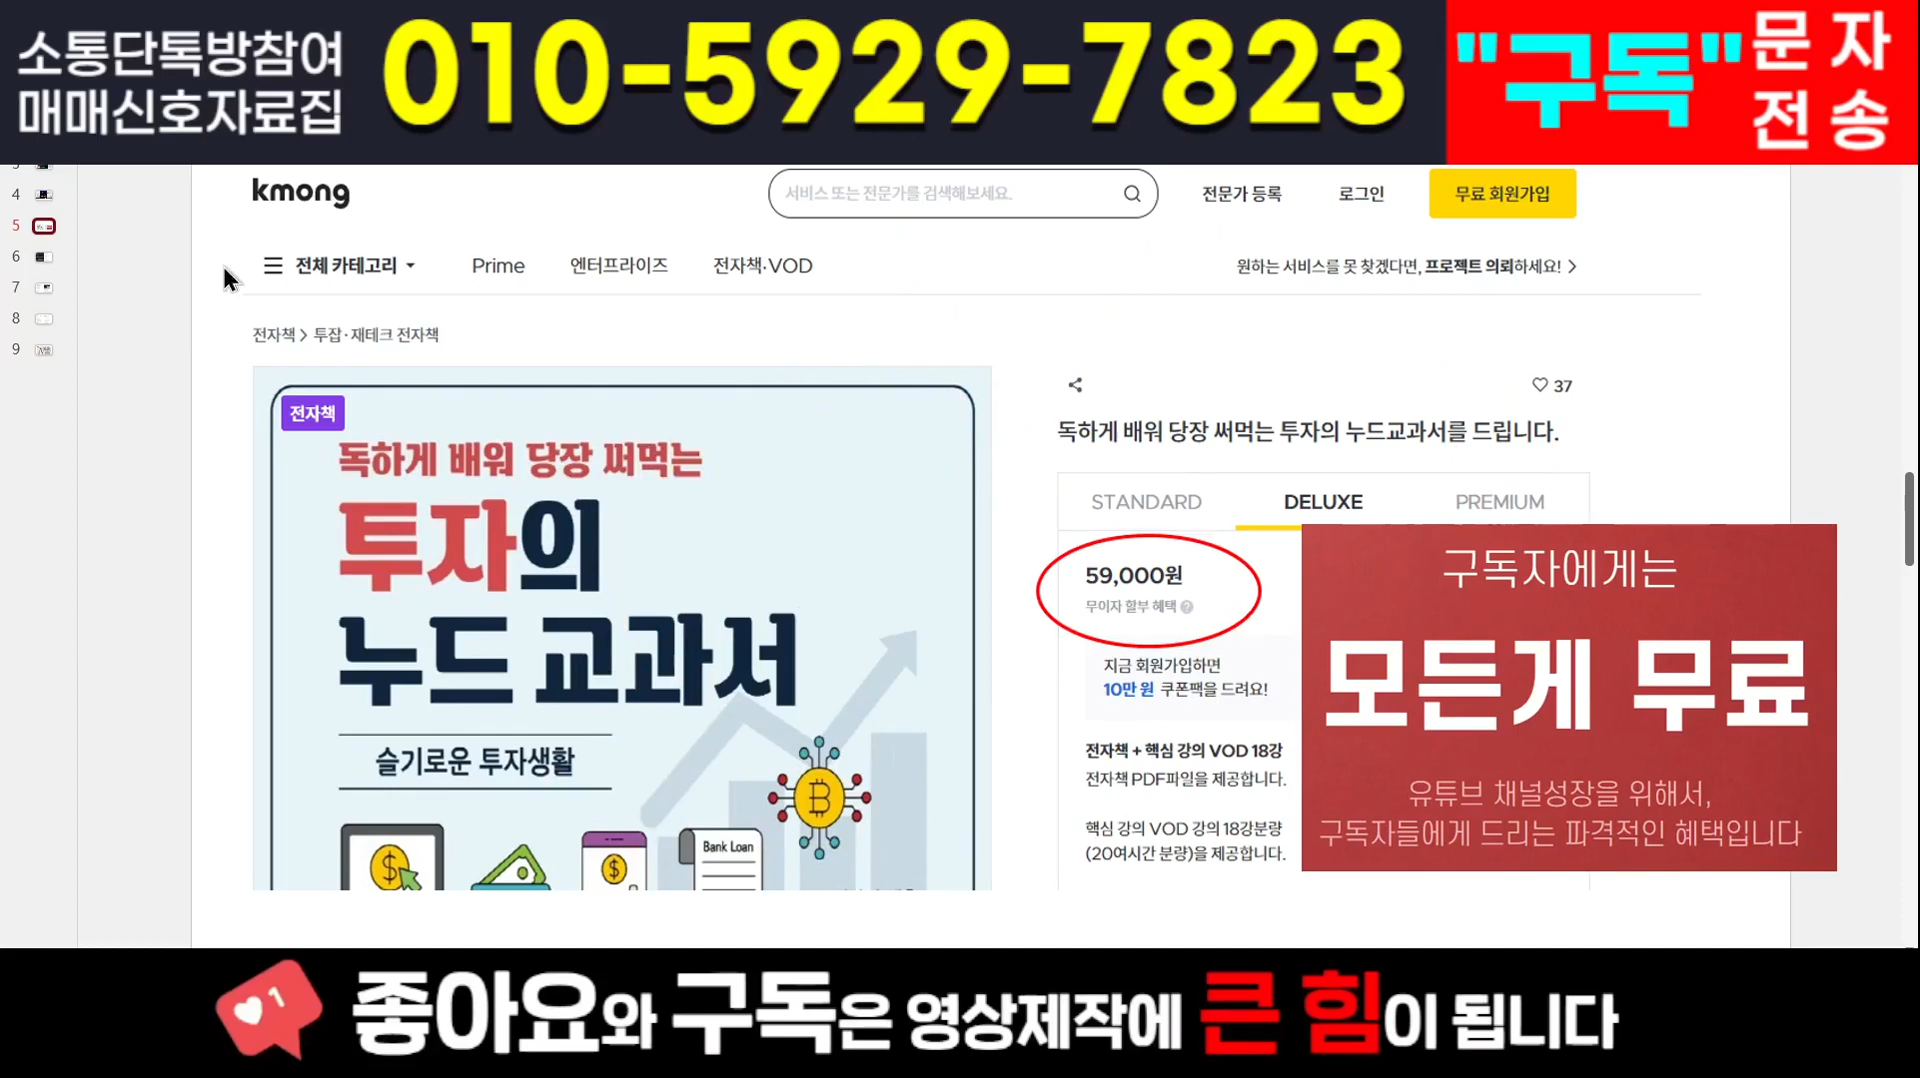 소통단톡방참여
매매신호자료집
010-5929-7823
"구독"
문자
전송
3
4
5
6
7
8
9
kmong
서비스 또는 전문가를 검색해보세요.
전문가 등록
로그인
무료 회원가입
전체 카테고리
Prime
엔터프라이즈
전자책·VOD
원하는 서비스를 못 찾겠다면, 프로젝트 의뢰하세요! >
전자책 > 투잡·재테크 전자책
전자책
독하게 배워 당장 써먹는
투자의
누드 교과서
슬기로운 투자생활
Bank Loan
37
독하게 배워 당장 써먹는 투자의 누드교과서를 드립니다.
STANDARD
DELUXE
PREMIUM
59,000원
무이자 할부 혜택 ?
지금 회원가입하면
10만 원 쿠폰팩을 드려요!
전자책 + 핵심 강의 VOD 18강
전자책 PDF파일을 제공합니다.
핵심 강의 VOD 강의 18강분량
(20여시간 분량)을 제공합니다.
구독자에게는
모든게 무료
유튜브 채널성장을 위해서,
구독자들에게 드리는 파격적인 혜택입니다
1
좋아요와 구독은 영상제작에 큰 힘이 됩니다